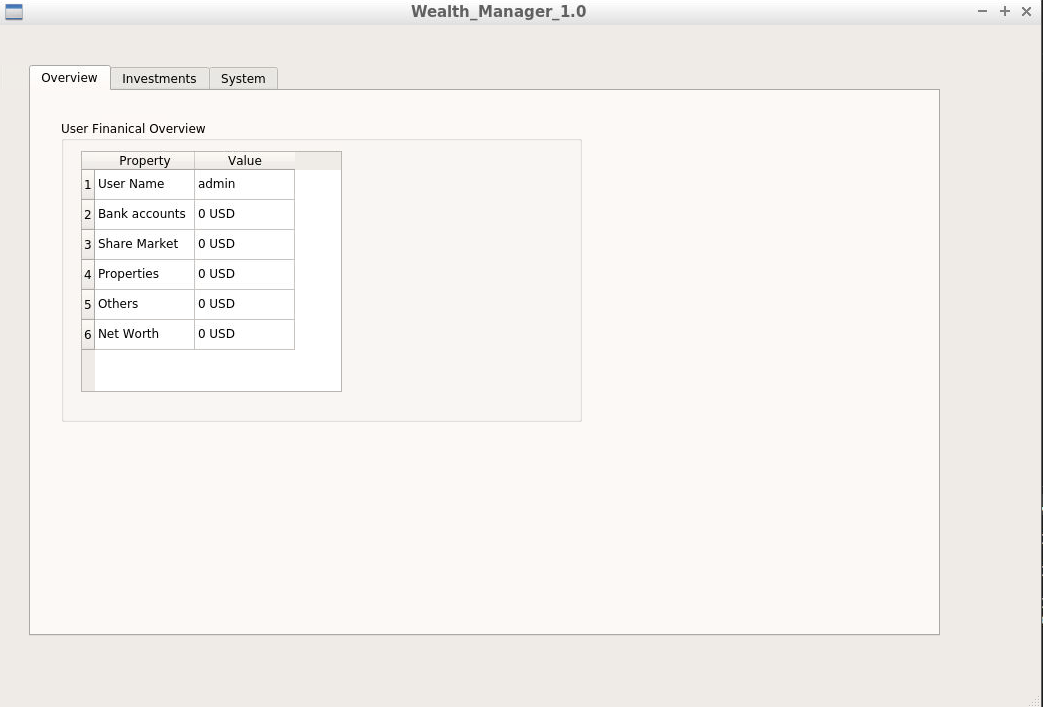 Wealth_Manager_1.0
Overview Investments System
User Finanical Overview
Property Value
1 User Name admin
2 Bank accounts 0 USD
3 Share Market 0 USD
4 Properties 0 USD
5 Others 0 USD
6 Net Worth 0 USD